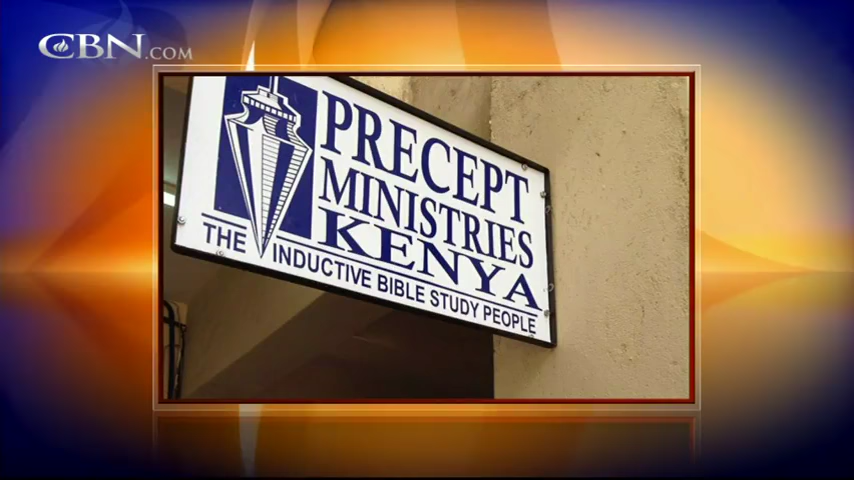 CBN.COM
PRECEPT
MINISTRIES
KENYA
THE INDUCTIVE BIBLE STUDY PEOPLE